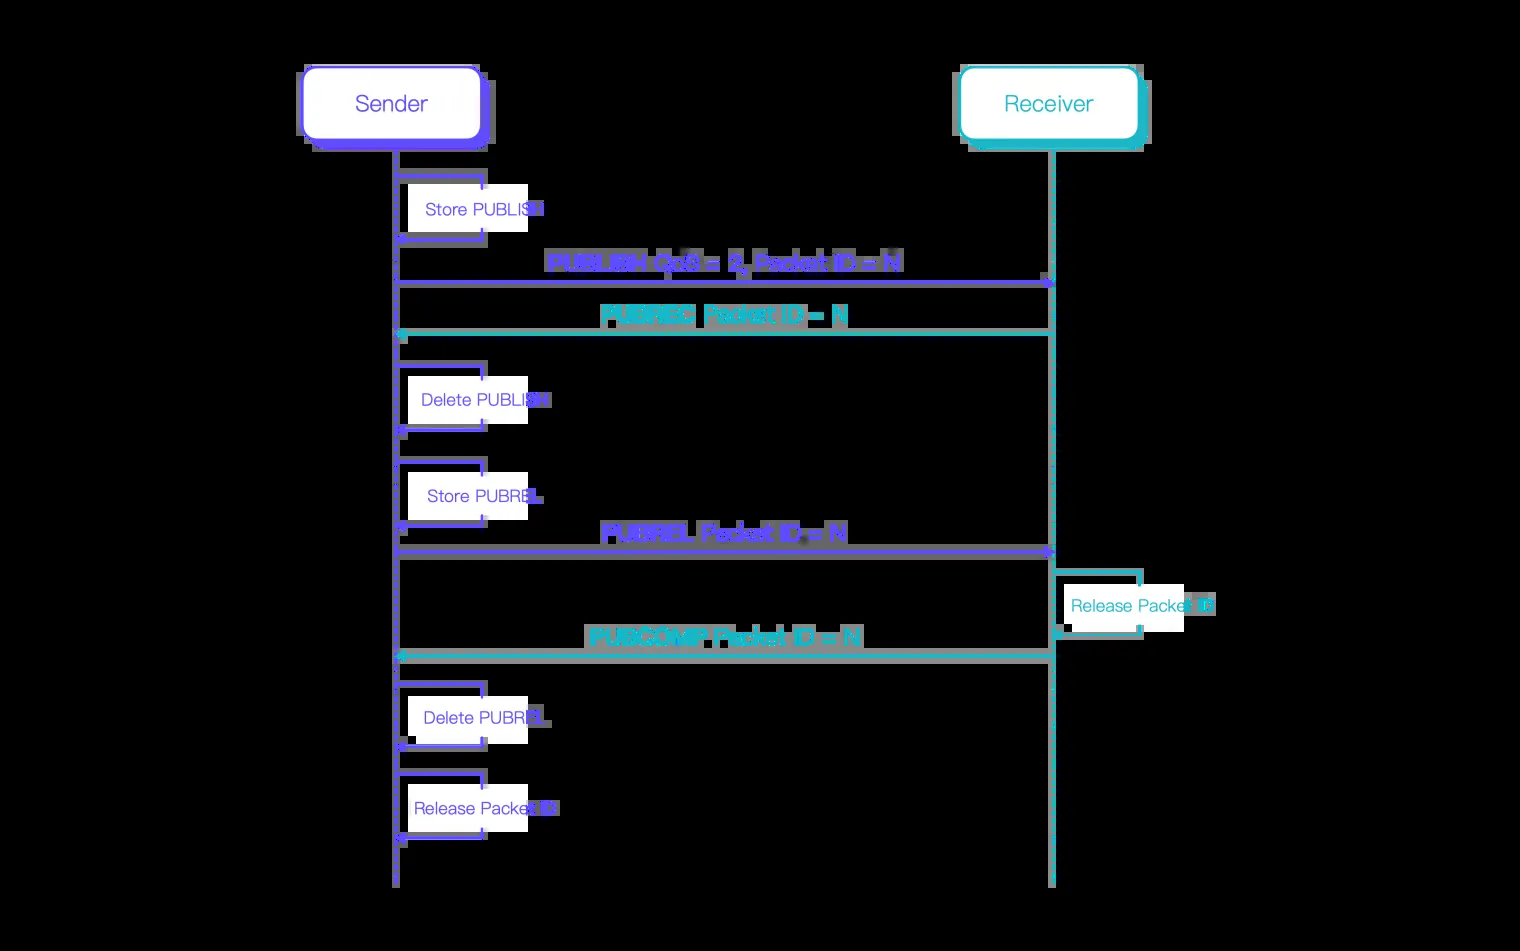 Sender
Receiver
Store PUBLISH
PUBLISH QoS = 2, Packet ID = N
PUBREC Packet ID = N
Delete PUBLISH
Store PUBREL
PUBREL Packet ID = N
Release Packet ID
PUBCOMP Packet ID = N
Delete PUBREL
Release Packet ID